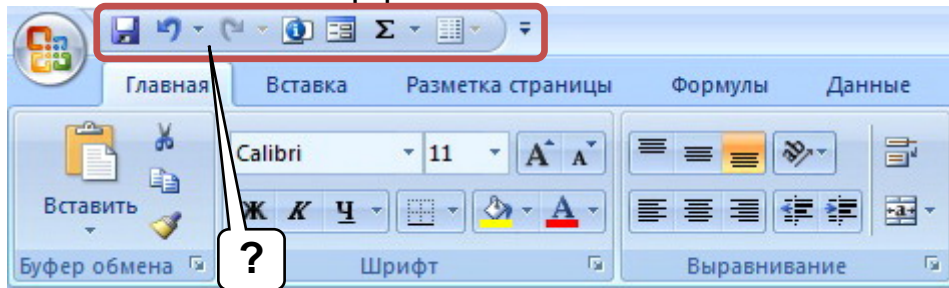 Σ
Главная Вставка Разметка страницы Формулы Данные
Calibri 11 A A
Вставить Ж К Ч A a
?
Буфер обмена Шрифт Выравнивание